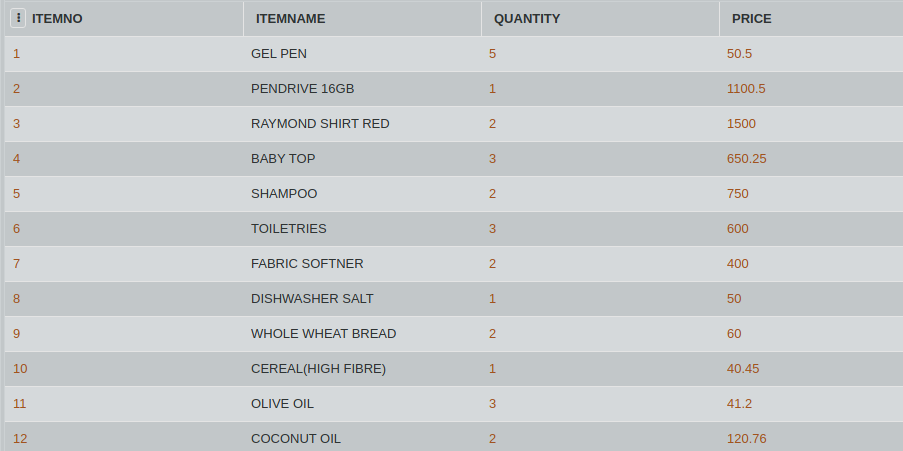 ITEMNO ITEMNAME QUANTITY PRICE
1 GEL PEN 5 50.5
2 PENDRIVE 16GB 1 1100.5
3 RAYMOND SHIRT RED 2 1500
4 BABY TOP 3 650.25
5 SHAMPOO 2 750
6 TOILETRIES 3 600
7 FABRIC SOFTNER 2 400
8 DISHWASHER SALT 1 50
9 WHOLE WHEAT BREAD 2 60
10 CEREAL(HIGH FIBRE) 1 40.45
11 OLIVE OIL 3 41.2
12 COCONUT OIL 2 120.76